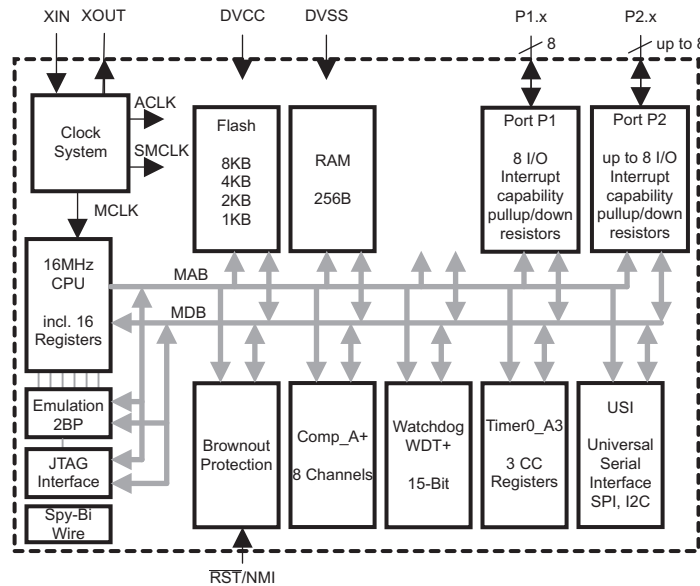 XIN XOUT DVCC DVSS P1.x P2.x
8 up to 8
ACLK
Clock
System
SMCLK
MCLK
Flash
8KB
4KB
2KB
1KB
RAM
256B
Port P1
8 I/O
Interrupt
capability
pullup/down
resistors
Port P2
up to 8 I/O
Interrupt
capability
pullup/down
resistors
16MHz
CPU
incl. 16
Registers
MAB
MDB
Emulation
2BP
JTAG
Interface
Spy-Bi
Wire
Brownout
Protection
Comp_A+
8 Channels
Watchdog
WDT+
15-Bit
Timer0_A3
3 CC
Registers
USI
Universal
Serial
Interface
SPI, I2C
RST/NMI